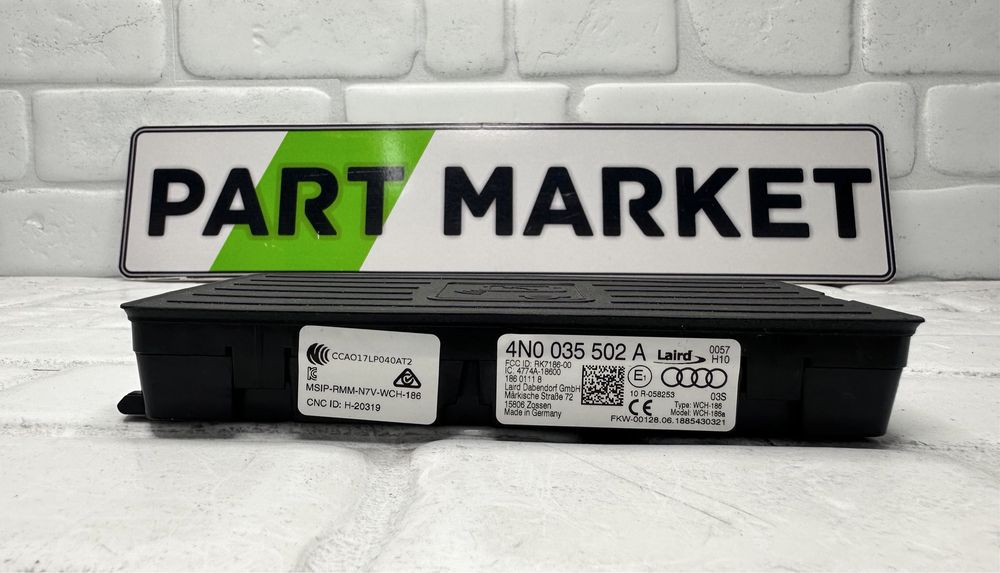 PART MARKET
CCAO17LP040AT2
MSIP-RMM-N7V-WCH-186
CNC ID: H-20319
4N0 035 502 A
Laird
0057
H10
FCC ID: RK7186-00
IC. 4774A-18600
186 0111 8
Laird Dabendorf GmbH
Märkische Straße 72
15806 Zossen
Made in Germany
E1
10 R-058253
03S
CE
Type: WCH-186
Model: WCH-186a
FKW-00128.06.1885430321